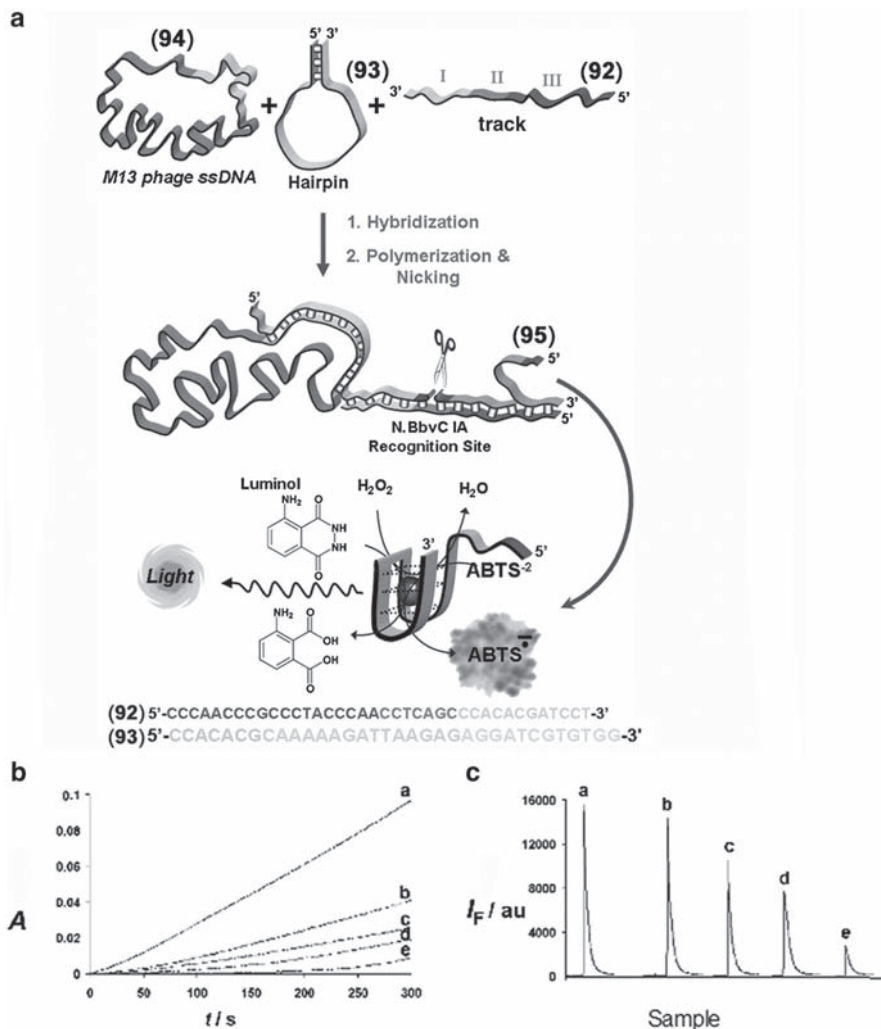 a
(94)
5' 3'
(93)
3' I II III (92) 5'
track
M13 phage ssDNA
Hairpin
+ +
1. Hybridization
2. Polymerization &
Nicking
5'
(95)
5'
3'
5'
N.BbvC IA
Recognition Site
Luminol
H2O2
H2O
NH2
O
NH
NH
O
3'
5'
ABTS-2
Light
NH2
O
OH
OH
O
ABTS•−
(92) 5'-CCCAACCCGCCCTACCCAACCTCAGCCCACACGATCCT-3'
(93) 5'-CCACACGCAAAAAGATTAAGAGAGGATCGTGTGG-3'
b
0.1
0.08
0.06
0.04
0.02
0
A
a
b
c
d
e
0 50 100 150 200 250 300
t / s
c
16000
12000
8000
4000
0
IF / au
a
b
c
d
e
Sample